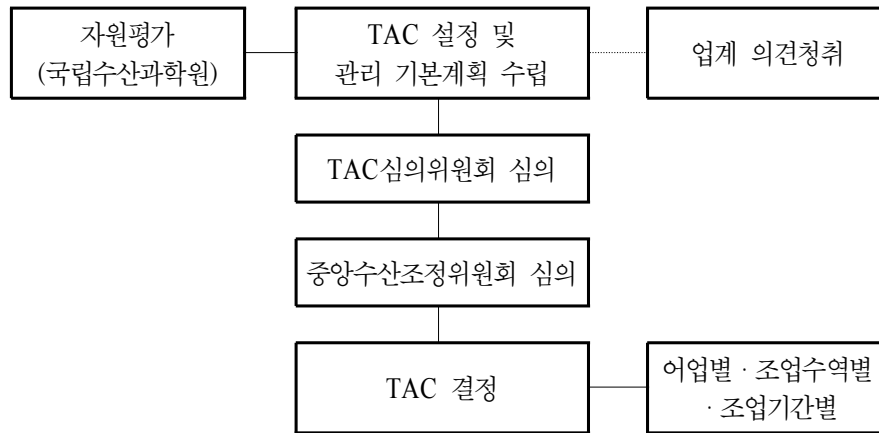 자원평가
(국립수산과학원)
TAC 설정 및
관리 기본계획 수립
업계 의견청취
TAC심의위원회 심의
중앙수산조정위원회 심의
TAC 결정
어업별 · 조업수역별
· 조업기간별